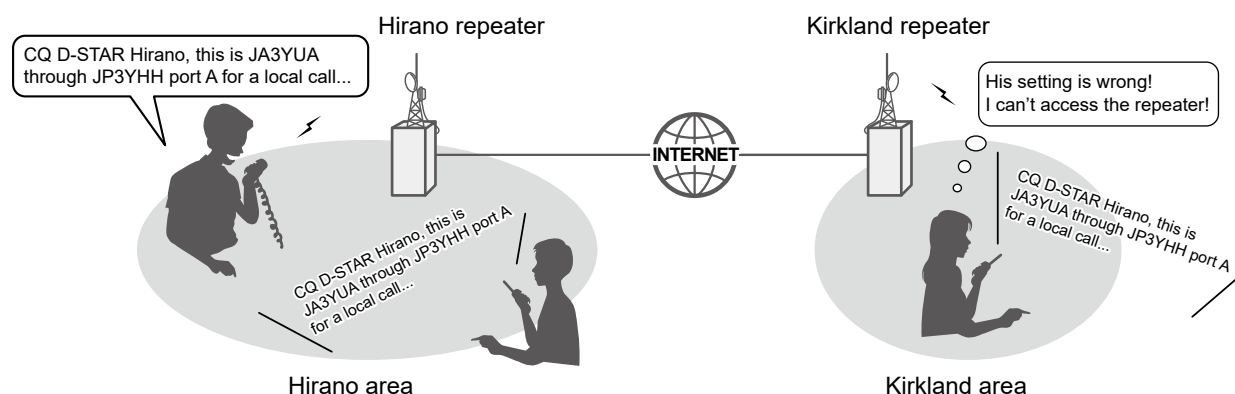 Hirano repeater
Kirkland repeater
CQ D-STAR Hirano, this is JA3YUA
through JP3YHH port A for a local call...
His setting is wrong!
I can’t access the repeater!
INTERNET
CQ D-STAR Hirano, this is
JA3YUA through JP3YHH port A
for a local call...
CQ D-STAR Hirano, this is
JA3YUA through JP3YHH port A
for a local call...
Hirano area
Kirkland area